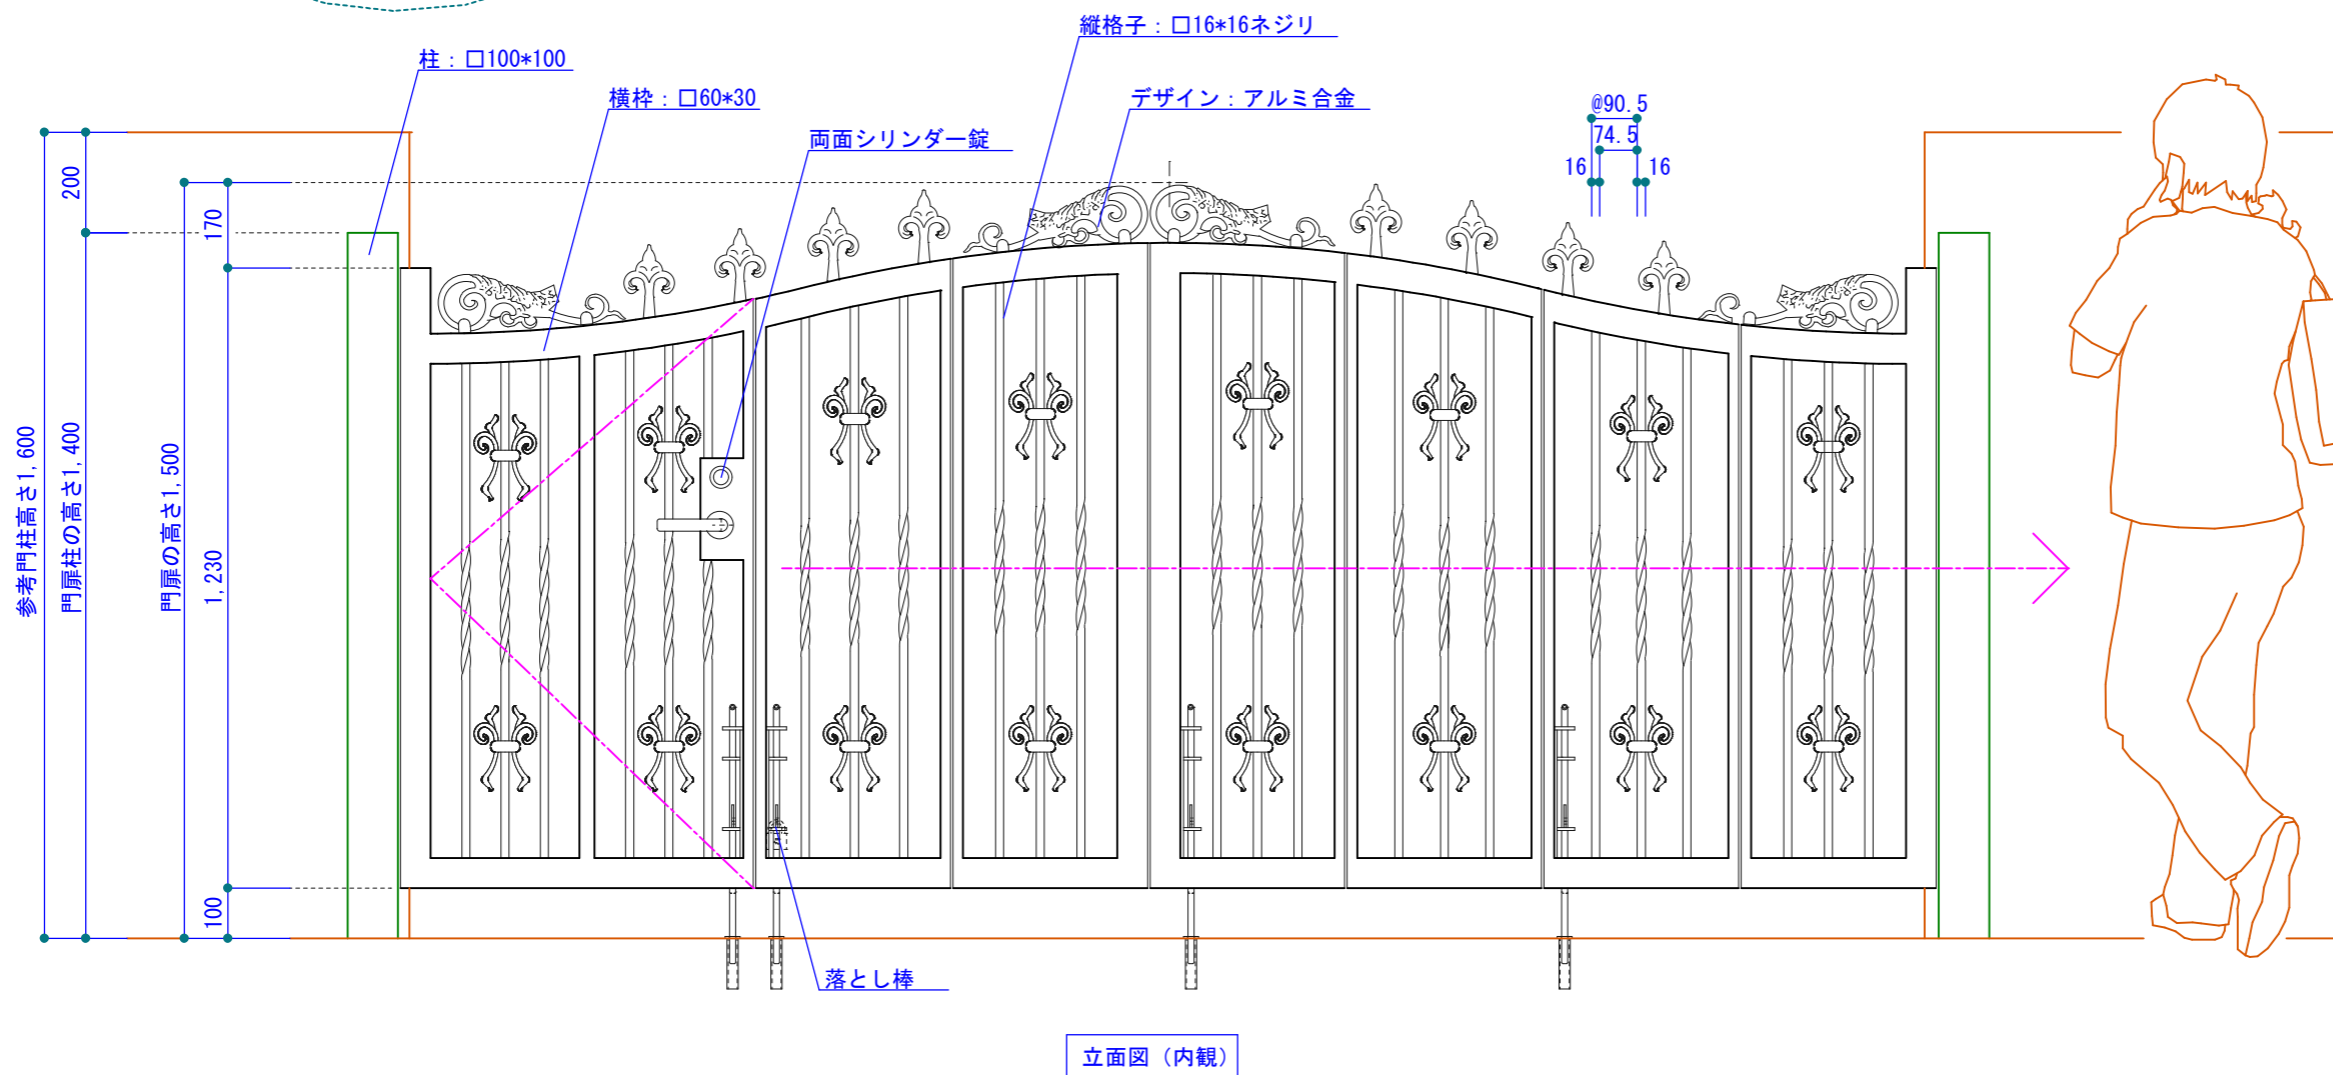 縦格子：□16*16ネジリ
柱：□100*100
横枠：□60*30
デザイン：アルミ合金
両面シリンダー錠
@90.5
74.5
16
16
200
170
参考門柱高さ1,600
門扉柱の高さ1,400
門扉の高さ1,500
1,230
100
落とし棒
立面図（内観）